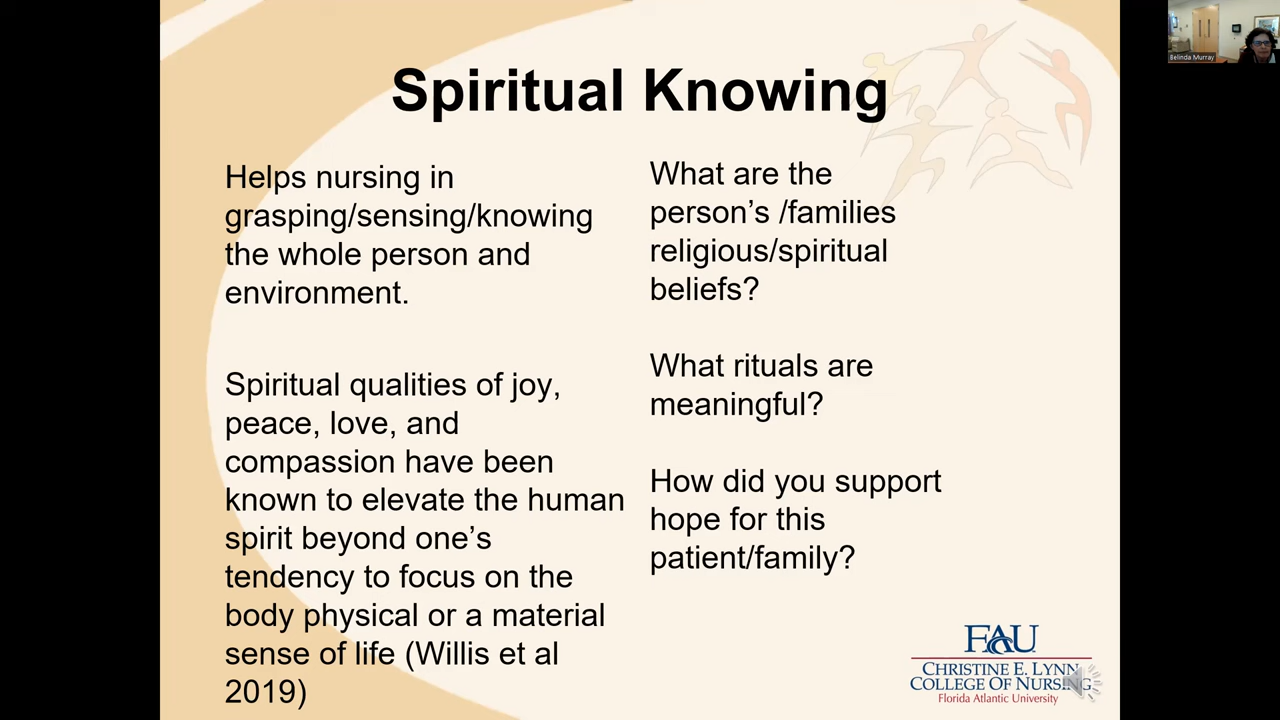 Spiritual Knowing
Helps nursing in
grasping/sensing/knowing
the whole person and
environment.
Spiritual qualities of joy,
peace, love, and
compassion have been
known to elevate the human
spirit beyond one’s
tendency to focus on the
body physical or a material
sense of life (Willis et al
2019)
What are the
person’s /families
religious/spiritual
beliefs?
What rituals are
meaningful?
How did you support
hope for this
patient/family?
FAU
CHRISTINE E. LYNN
COLLEGE OF NURSING
Florida Atlantic University
Belinda Murray